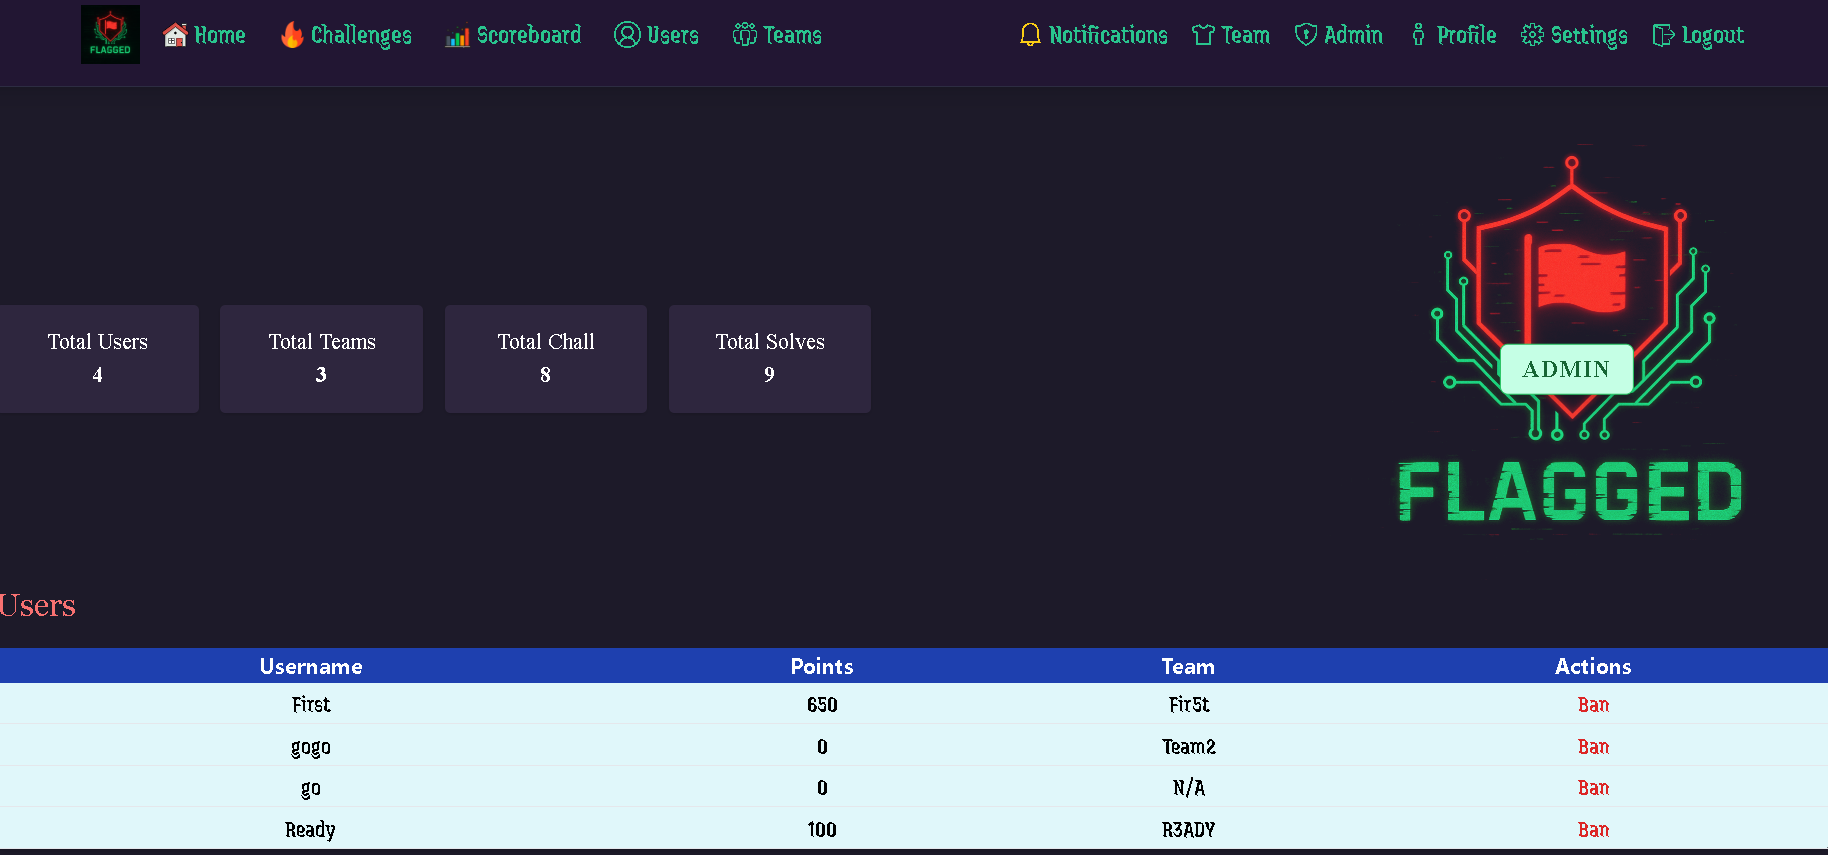 FLAGGED
Home Challenges Scoreboard Users Teams Notifications Team Admin Profile Settings Logout
Total Users
4
Total Teams
3
Total Chall
8
Total Solves
9
ADMIN
FLAGGED
Users
Username Points Team Actions
First 650 Fir5t Ban
gogo 0 Team2 Ban
go 0 N/A Ban
Ready 100 R3ADY Ban